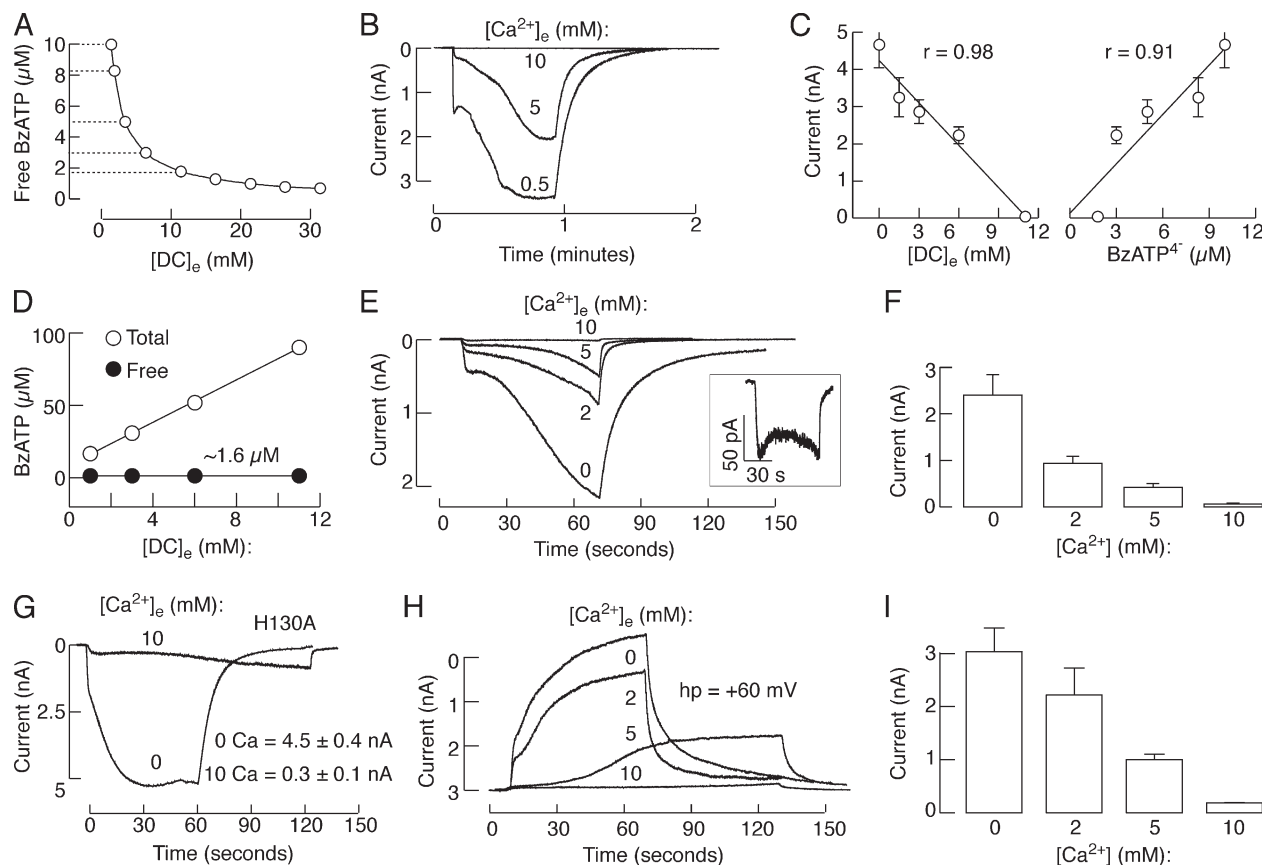 A
Free BzATP (µM)
10
8
6
4
2
0
0 10 20 30
[DC]e (mM)
B
[Ca2+]e (mM):
Current (nA)
0
1
2
3
10
5
0.5
0 1 2
Time (minutes)
C
Current (nA)
5
4
3
2
1
0
r = 0.98
r = 0.91
0 3 6 9 12
0 3 6 9 12
[DC]e (mM)
BzATP4- (µM)
D
BzATP (µM)
100
50
0
Total
Free
~1.6 µM
0 4 8 12
[DC]e (mM):
E
[Ca2+]e (mM):
Current (nA)
0
1
2
10
5
2
0
50 pA
30 s
0 30 60 90 120 150
Time (seconds)
F
Current (nA)
3
2
1
0
0 2 5 10
[Ca2+] (mM):
G
[Ca2+]e (mM):
H130A
Current (nA)
0
2.5
5
10
0
0 Ca = 4.5 ± 0.4 nA
10 Ca = 0.3 ± 0.1 nA
0 30 60 90 150
Time (seconds)
H
[Ca2+]e (mM):
Current (nA)
0
1
2
3
0
2
5
10
hp = +60 mV
0 30 60 90 120 150
Time (seconds)
I
Current (nA)
3
2
1
0
0 2 5 10
[Ca2+] (mM):